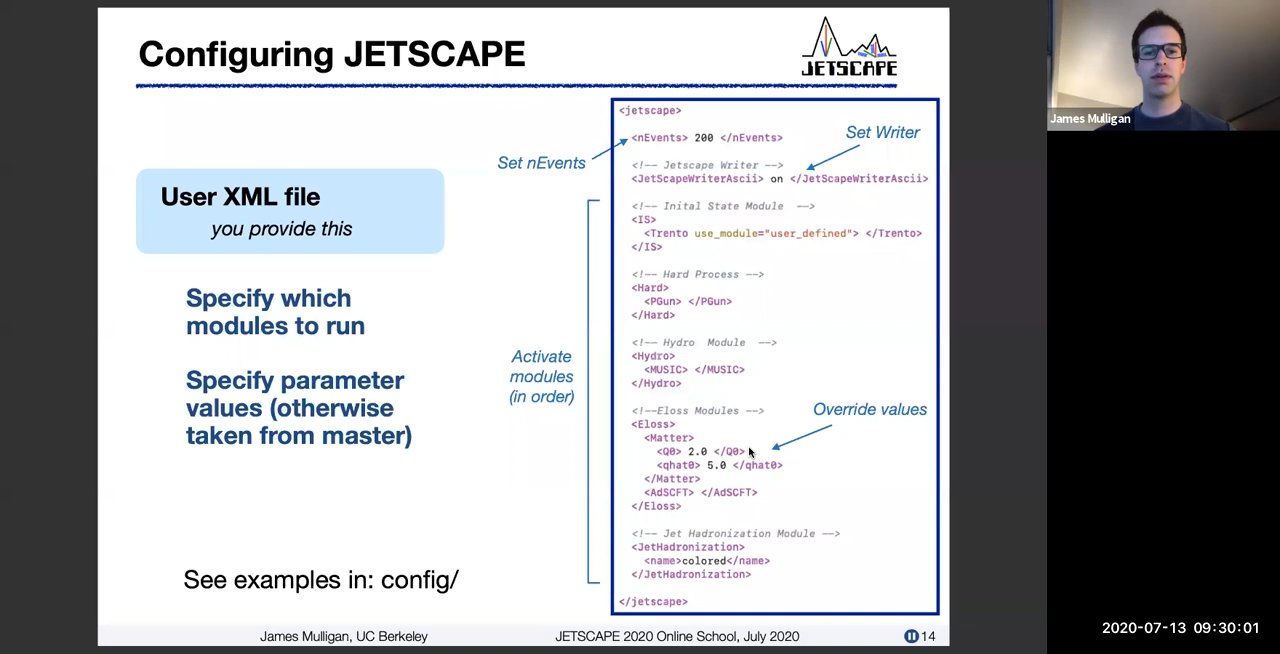 Configuring JETSCAPE
JETSCAPE
User XML file
you provide this
Specify which
modules to run
Specify parameter
values (otherwise
taken from master)
See examples in: config/
Set nEvents
Set Writer
Activate
modules
(in order)
Override values
<jetscape>
<nEvents> 200 </nEvents>
<!-- Jetscape Writer -->
<JetScapeWriterAscii> on </JetScapeWriterAscii>
<!-- Inital State Module -->
<IS>
<Trento use_module="user_defined"> </Trento>
</IS>
<!-- Hard Process -->
<Hard>
<PGun> </PGun>
</Hard>
<!-- Hydro Module -->
<Hydro>
<MUSIC> </MUSIC>
</Hydro>
<!--Eloss Modules -->
<Eloss>
<Matter>
<Q0> 2.0 </Q0>
<qhat0> 5.0 </qhat0>
</Matter>
<AdSCFT> </AdSCFT>
</Eloss>
<!-- Jet Hadronization Module -->
<JetHadronization>
<name>colored</name>
</JetHadronization>
</jetscape>
James Mulligan, UC Berkeley
JETSCAPE 2020 Online School, July 2020
14
James Mulligan
2020-07-13 09:30:01